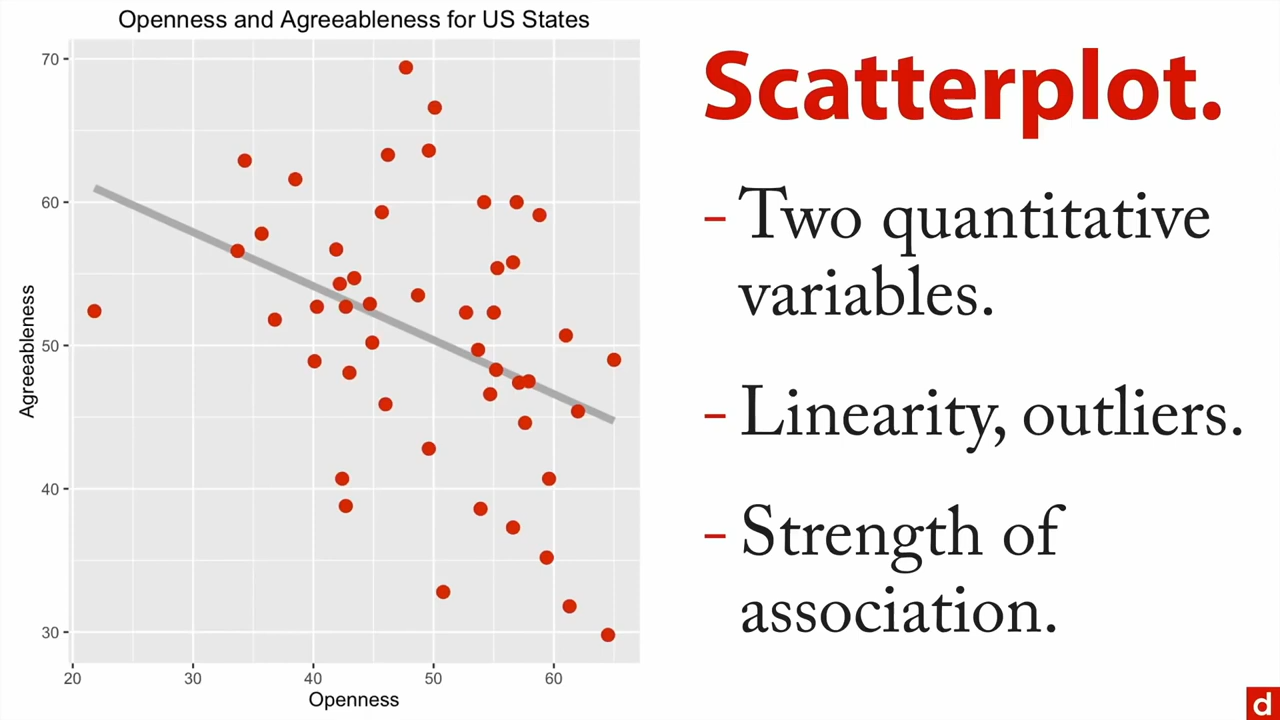 Openness and Agreeableness for US States
70
60
50
40
30
Agreeableness
20
30
40
50
60
Openness
Scatterplot.
- Two quantitative
variables.
- Linearity, outliers.
- Strength of
association.
d